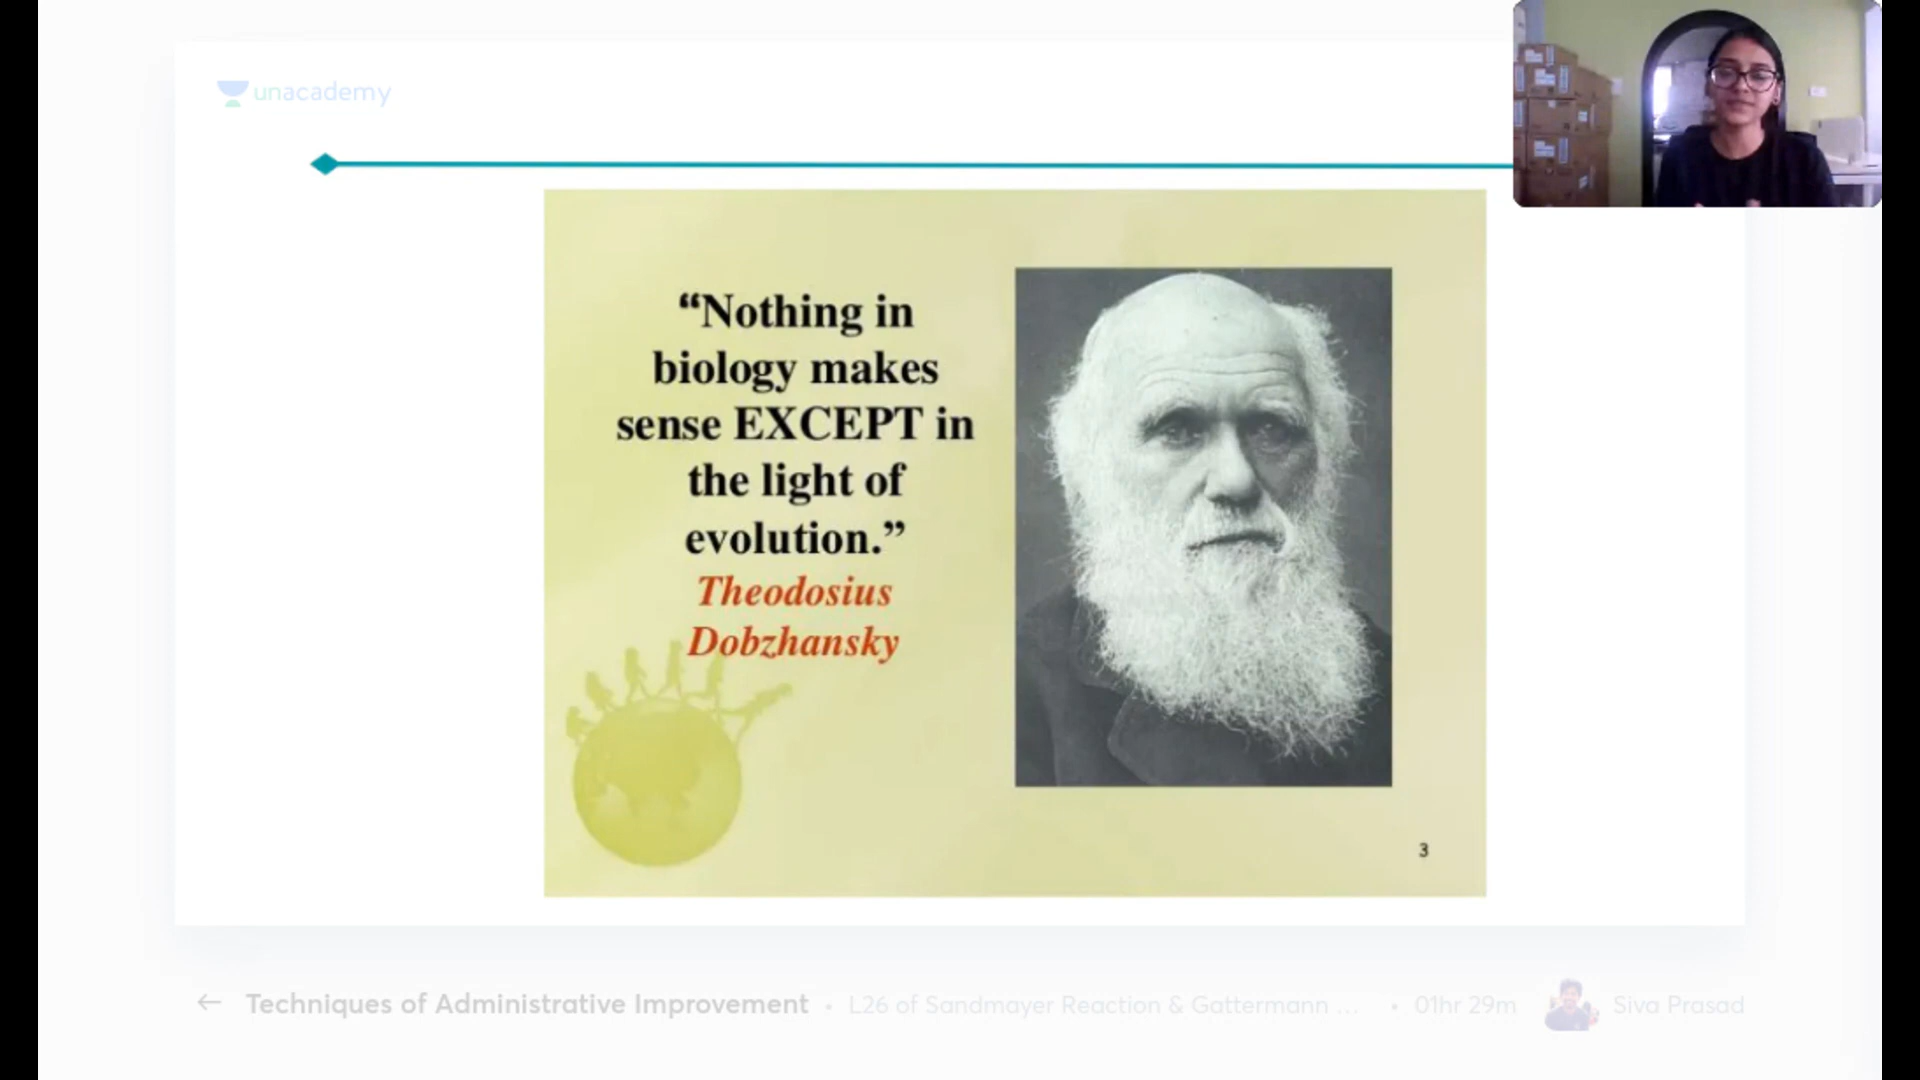 unacademy
“Nothing in
biology makes
sense EXCEPT in
the light of
evolution.”
Theodosius
Dobzhansky
3
Techniques of Administrative Improvement • L26 of Sandmayer Reaction & Gattermann ... • 01hr 29m Siva Prasad